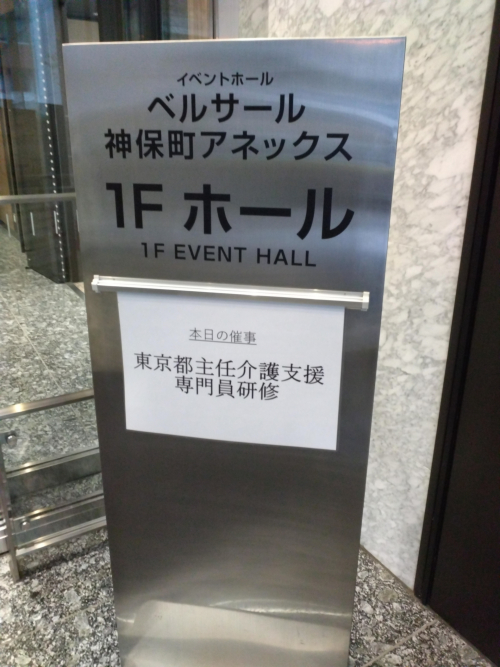 イベントホール
ベルサール
神保町アネックス
1F ホール
1F EVENT HALL
本日の催事
東京都主任介護支援
専門員研修